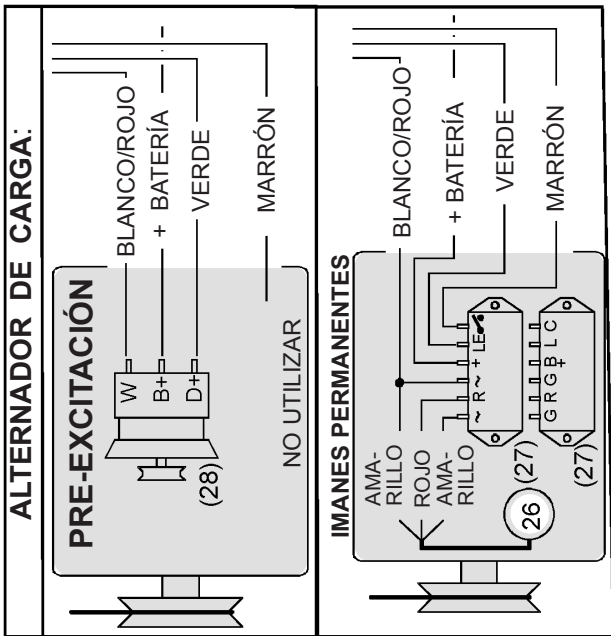 ALTERNADOR DE CARGA:
PRE-EXCITACIÓN
BLANCO/ROJO
+ BATERÍA
VERDE
MARRÓN
W
B+
D+
(28)
NO UTILIZAR
IMANES PERMANENTES
BLANCO/ROJO
+ BATERÍA
VERDE
MARRÓN
AMA-
RILLO
ROJO
AMA-
RILLO
~ R ~ + LE
G R G B L C
+
(27)
(27)
26